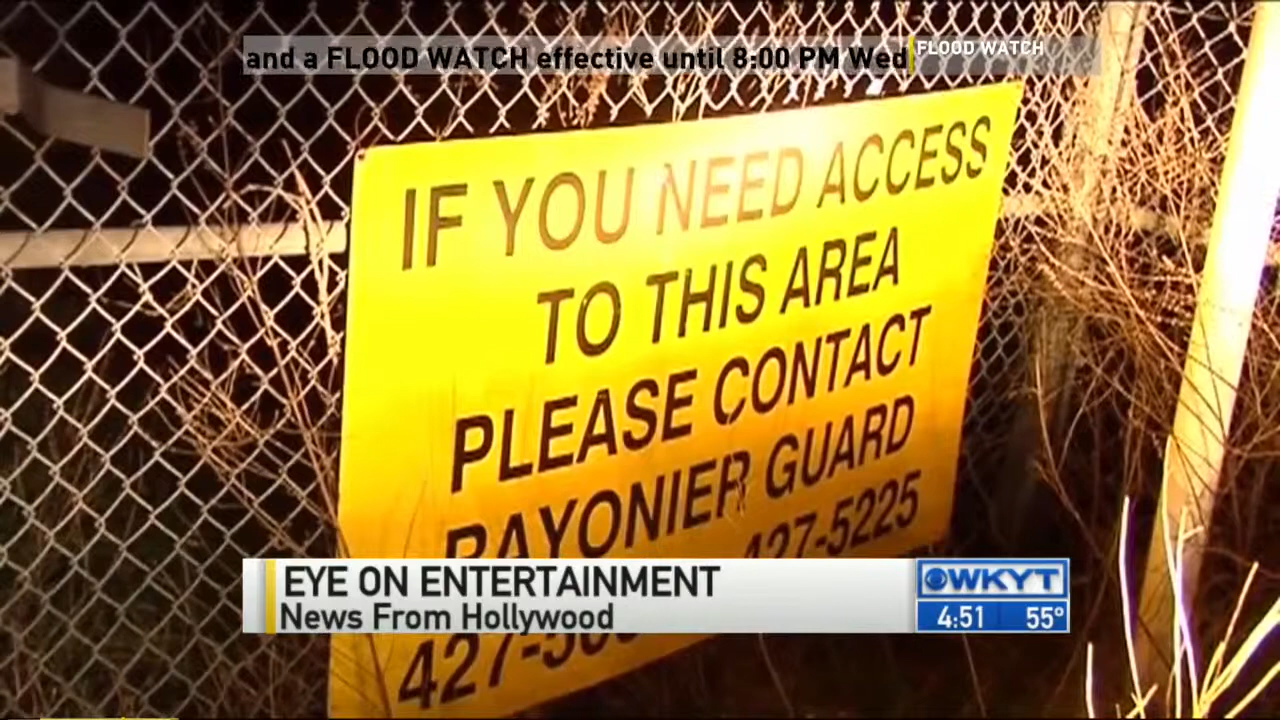 and a FLOOD WATCH effective until 8:00 PM Wed
FLOOD WATCH
IF YOU NEED ACCESS
TO THIS AREA
PLEASE CONTACT
RAYONIER GUARD
427-5225
EYE ON ENTERTAINMENT
News From Hollywood
WKYT
4:51 55°